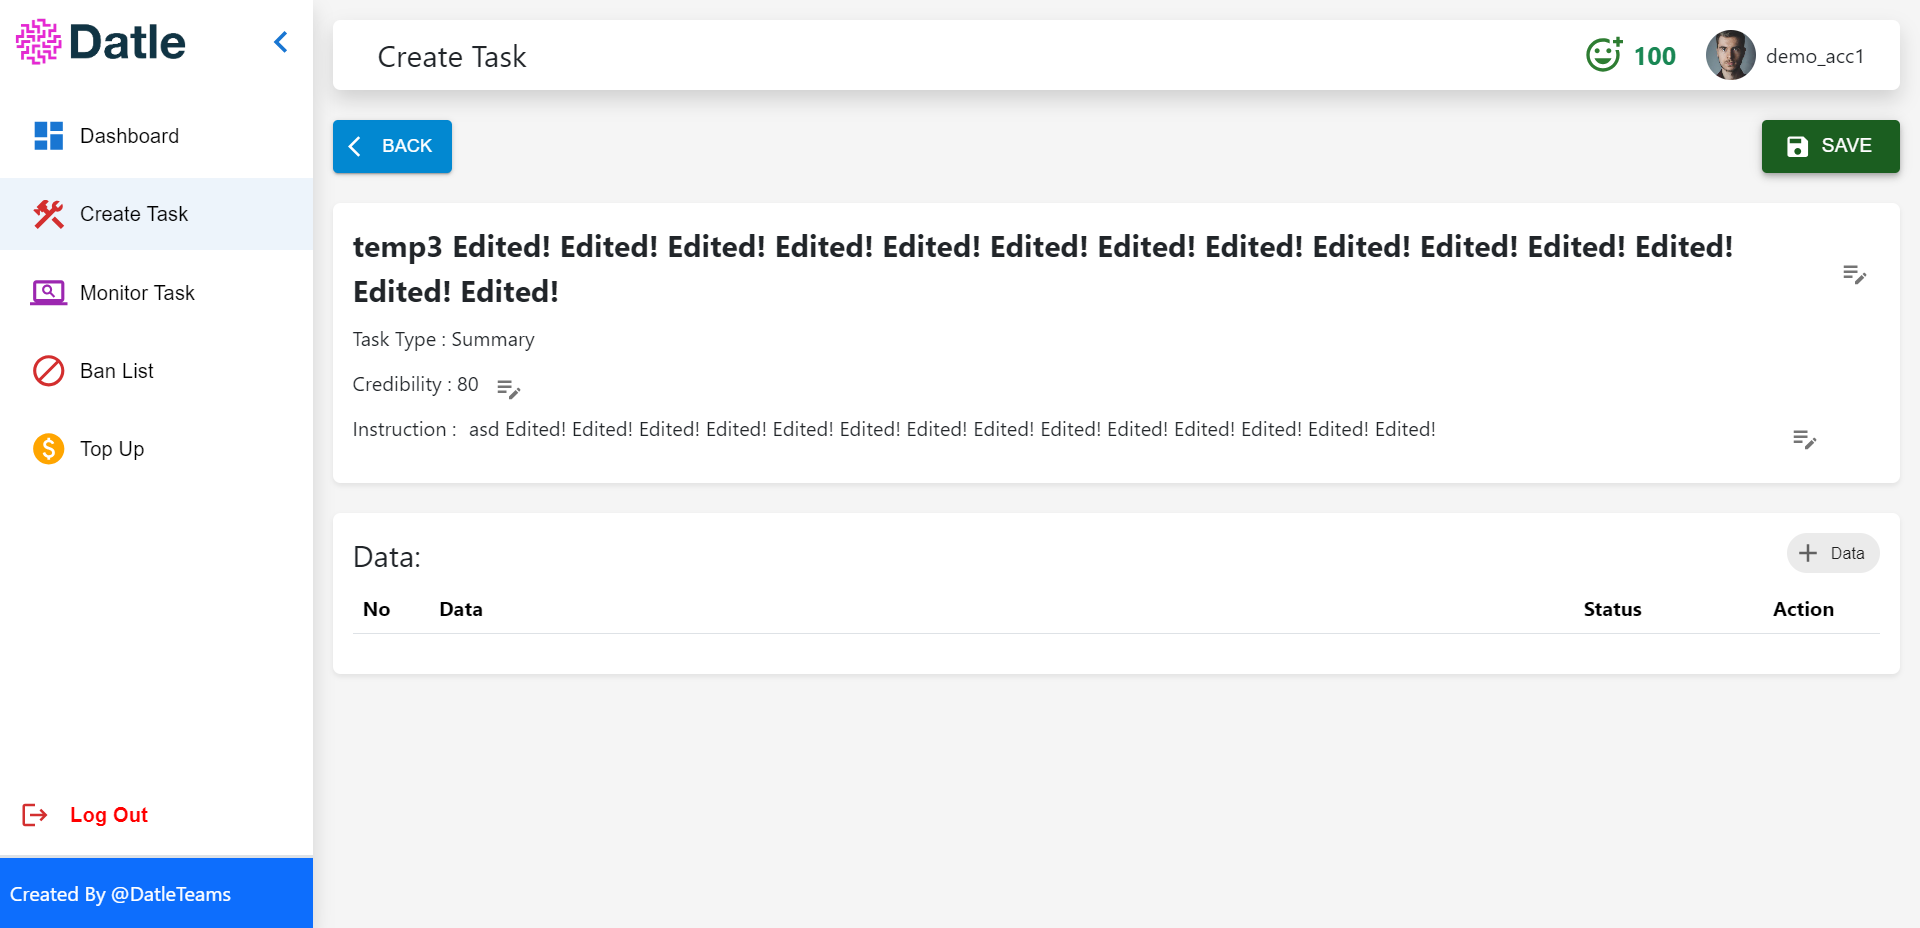 Datle
Create Task
100
demo_acc1
Dashboard
Create Task
Monitor Task
Ban List
Top Up
Log Out
Created By @DatleTeams
BACK
SAVE
temp3 Edited! Edited! Edited! Edited! Edited! Edited! Edited! Edited! Edited! Edited! Edited! Edited!
Edited! Edited!
Task Type : Summary
Credibility : 80
Instruction : asd Edited! Edited! Edited! Edited! Edited! Edited! Edited! Edited! Edited! Edited! Edited! Edited! Edited! Edited!
Data:
Data
No Data Status Action